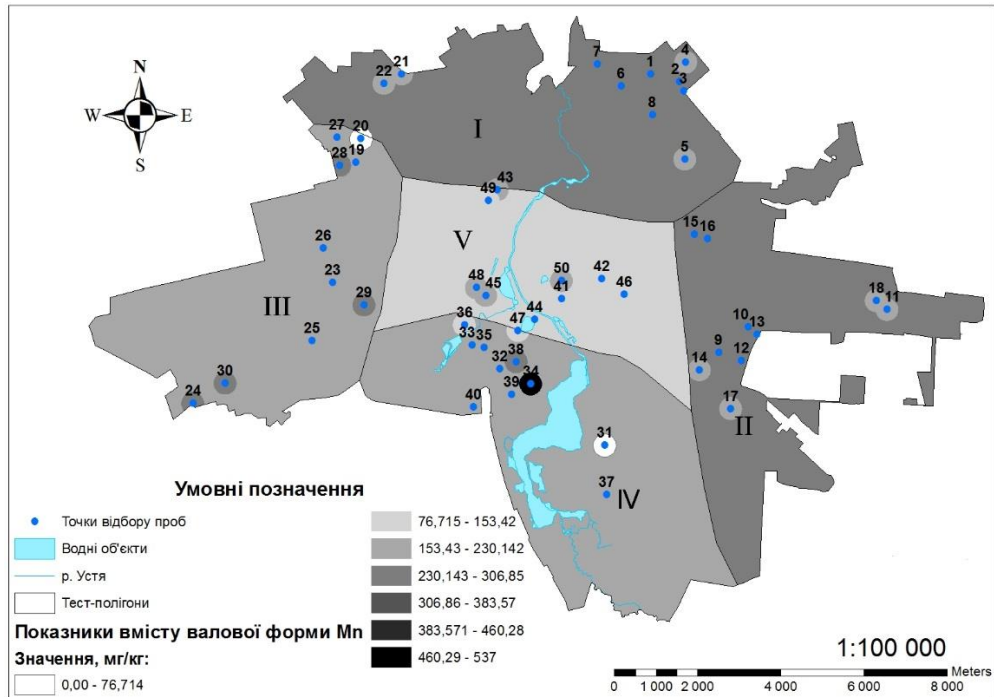 N
W E
S
21
22
7
1
4
2
3
6
8
27
20
28
19
I
5
43
49
15
16
26
V
23
48
45
50
42
41
46
18
11
29
III
36
44
47
10
13
25
33
35
38
9
12
32
34
14
30
39
24
40
17
II
31
37
IV
Умовні позначення
Точки відбору проб
Водні об'єкти
р. Устя
Тест-полігони
Показники вмісту валової форми Mn
Значення, мг/кг:
0,00 - 76,714
76,715 - 153,42
153,43 - 230,142
230,143 - 306,85
306,86 - 383,57
383,571 - 460,28
460,29 - 537
1:100 000
Meters
0 1 000 2 000 4 000 6 000 8 000